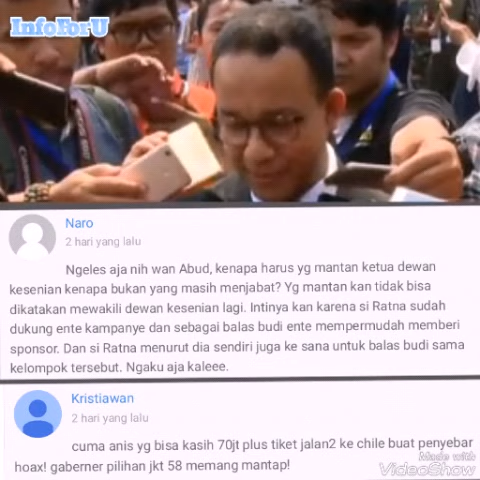 InfoForU
Naro
2 hari yang lalu
Ngeles aja nih wan Abud, kenapa harus yg mantan ketua dewan
kesenian kenapa bukan yang masih menjabat? Yg mantan kan tidak bisa
dikatakan mewakili dewan kesenian lagi. Intinya kan karena si Ratna sudah
dukung ente kampanye dan sebagai balas budi ente mempermudah memberi
sponsor. Dan si Ratna menurut dia sendiri juga ke sana untuk balas budi sama
kelompok tersebut. Ngaku aja kaleee.
Kristiawan
2 hari yang lalu
cuma anis yg bisa kasih 70jt plus tiket jalan2 ke chile buat penyebar
hoax! gaberner pilihan jkt 58 memang mantap!
Made with
VideoShow